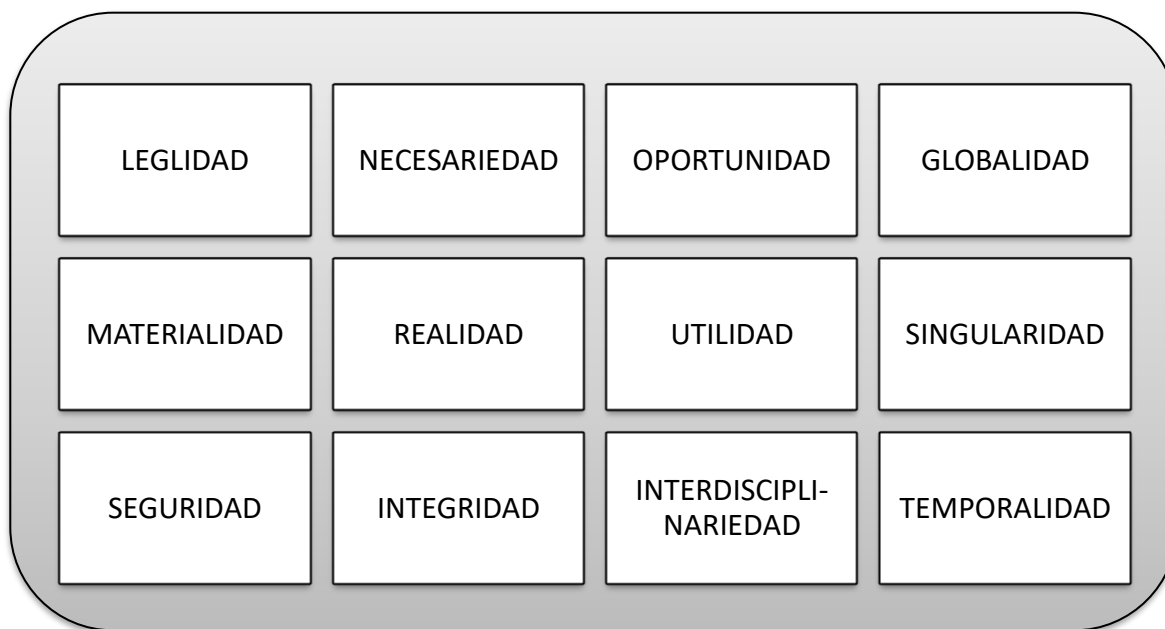 LEGLIDAD
NECESARIEDAD
OPORTUNIDAD
GLOBALIDAD
MATERIALIDAD
REALIDAD
UTILIDAD
SINGULARIDAD
SEGURIDAD
INTEGRIDAD
INTERDISCIPLI-
NARIEDAD
TEMPORALIDAD